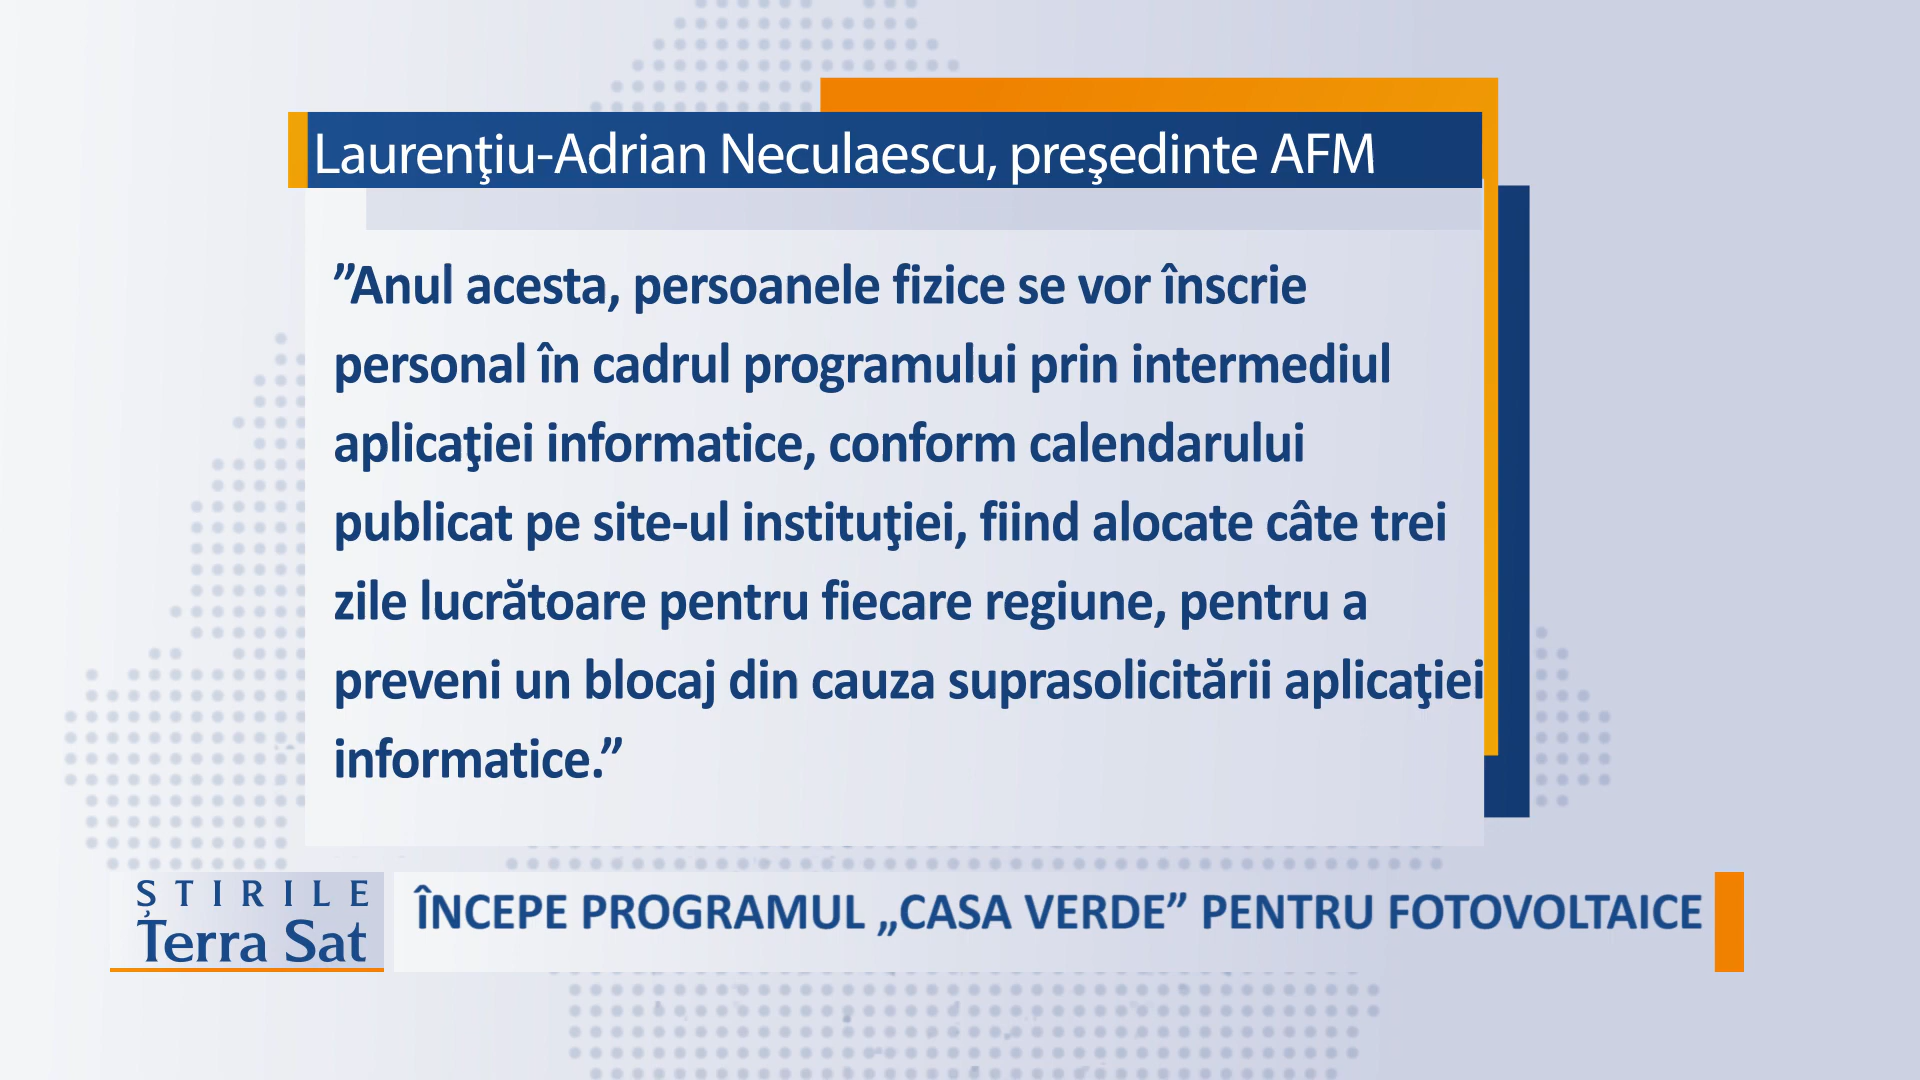 Laurenţiu-Adrian Neculaescu, preşedinte AFM
”Anul acesta, persoanele fizice se vor înscrie
personal în cadrul programului prin intermediul
aplicaţiei informatice, conform calendarului
publicat pe site-ul instituţiei, fiind alocate câte trei
zile lucrătoare pentru fiecare regiune, pentru a
preveni un blocaj din cauza suprasolicitării aplicaţiei
informatice.”
ȘTIRILE
Terra Sat
ÎNCEPE PROGRAMUL „CASA VERDE” PENTRU FOTOVOLTAICE